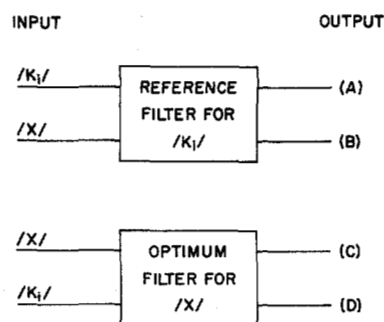 INPUT OUTPUT
/Ki/ REFERENCE FILTER FOR /Ki/ (A)
/X/ (B)
/X/ OPTIMUM FILTER FOR /X/ (C)
/Ki/ (D)